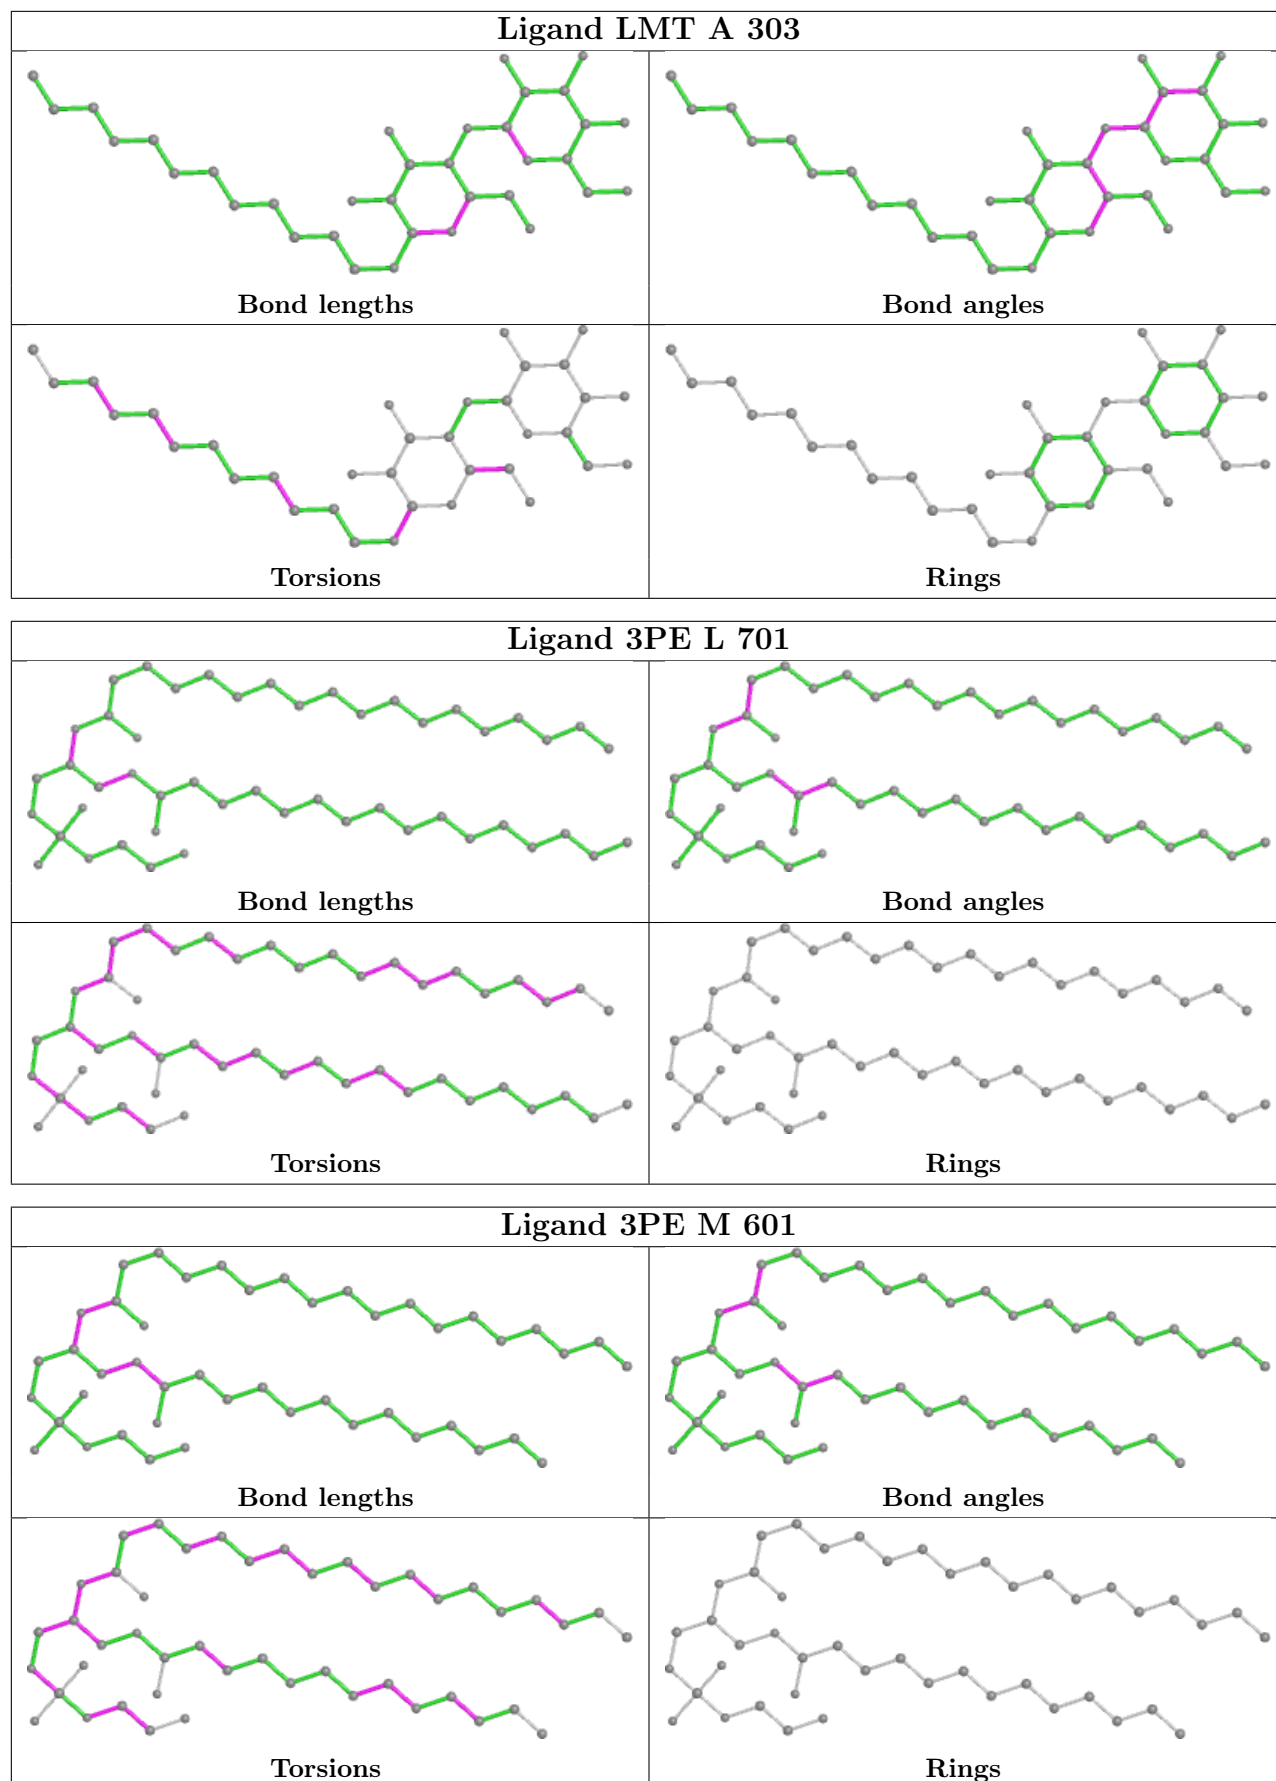 Ligand LMT A 303
Bond lengths
Bond angles
Torsions
Rings
Ligand 3PE L 701
Bond lengths
Bond angles
Torsions
Rings
Ligand 3PE M 601
Bond lengths
Bond angles
Torsions
Rings